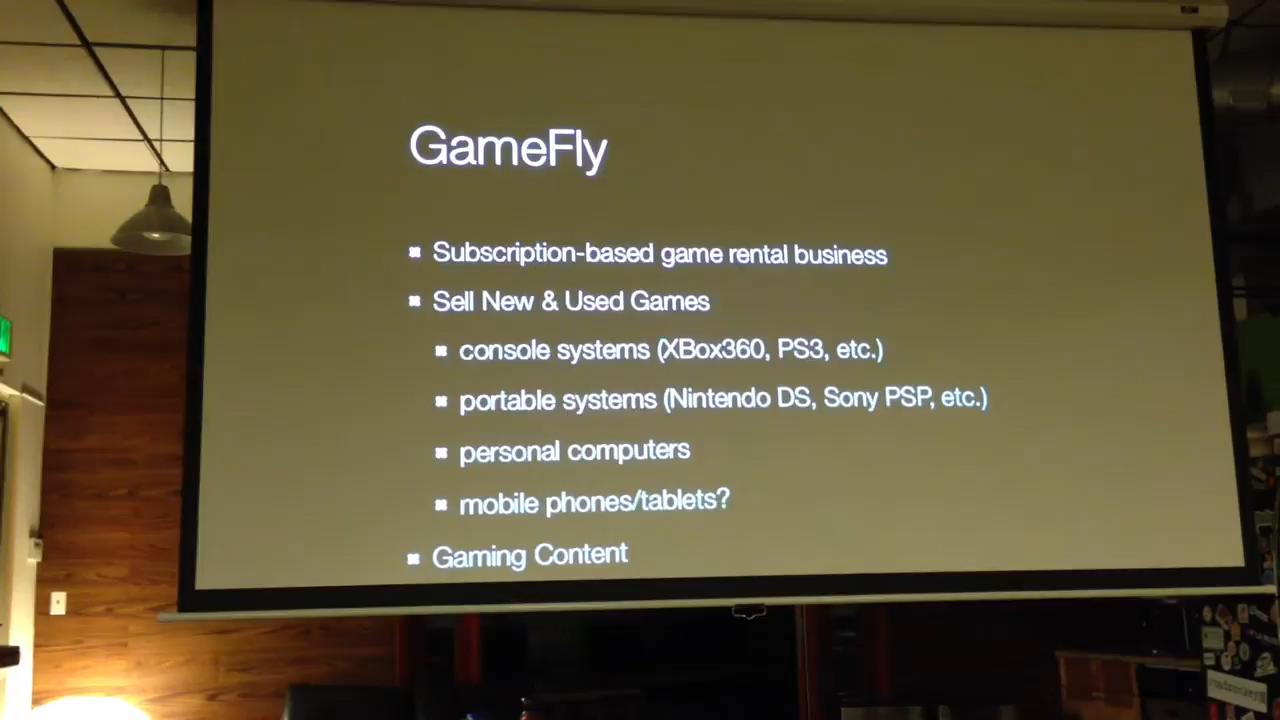 GameFly
Subscription-based game rental business
Sell New & Used Games
console systems (XBox360, PS3, etc.)
portable systems (Nintendo DS, Sony PSP, etc.)
personal computers
mobile phones/tablets?
Gaming Content